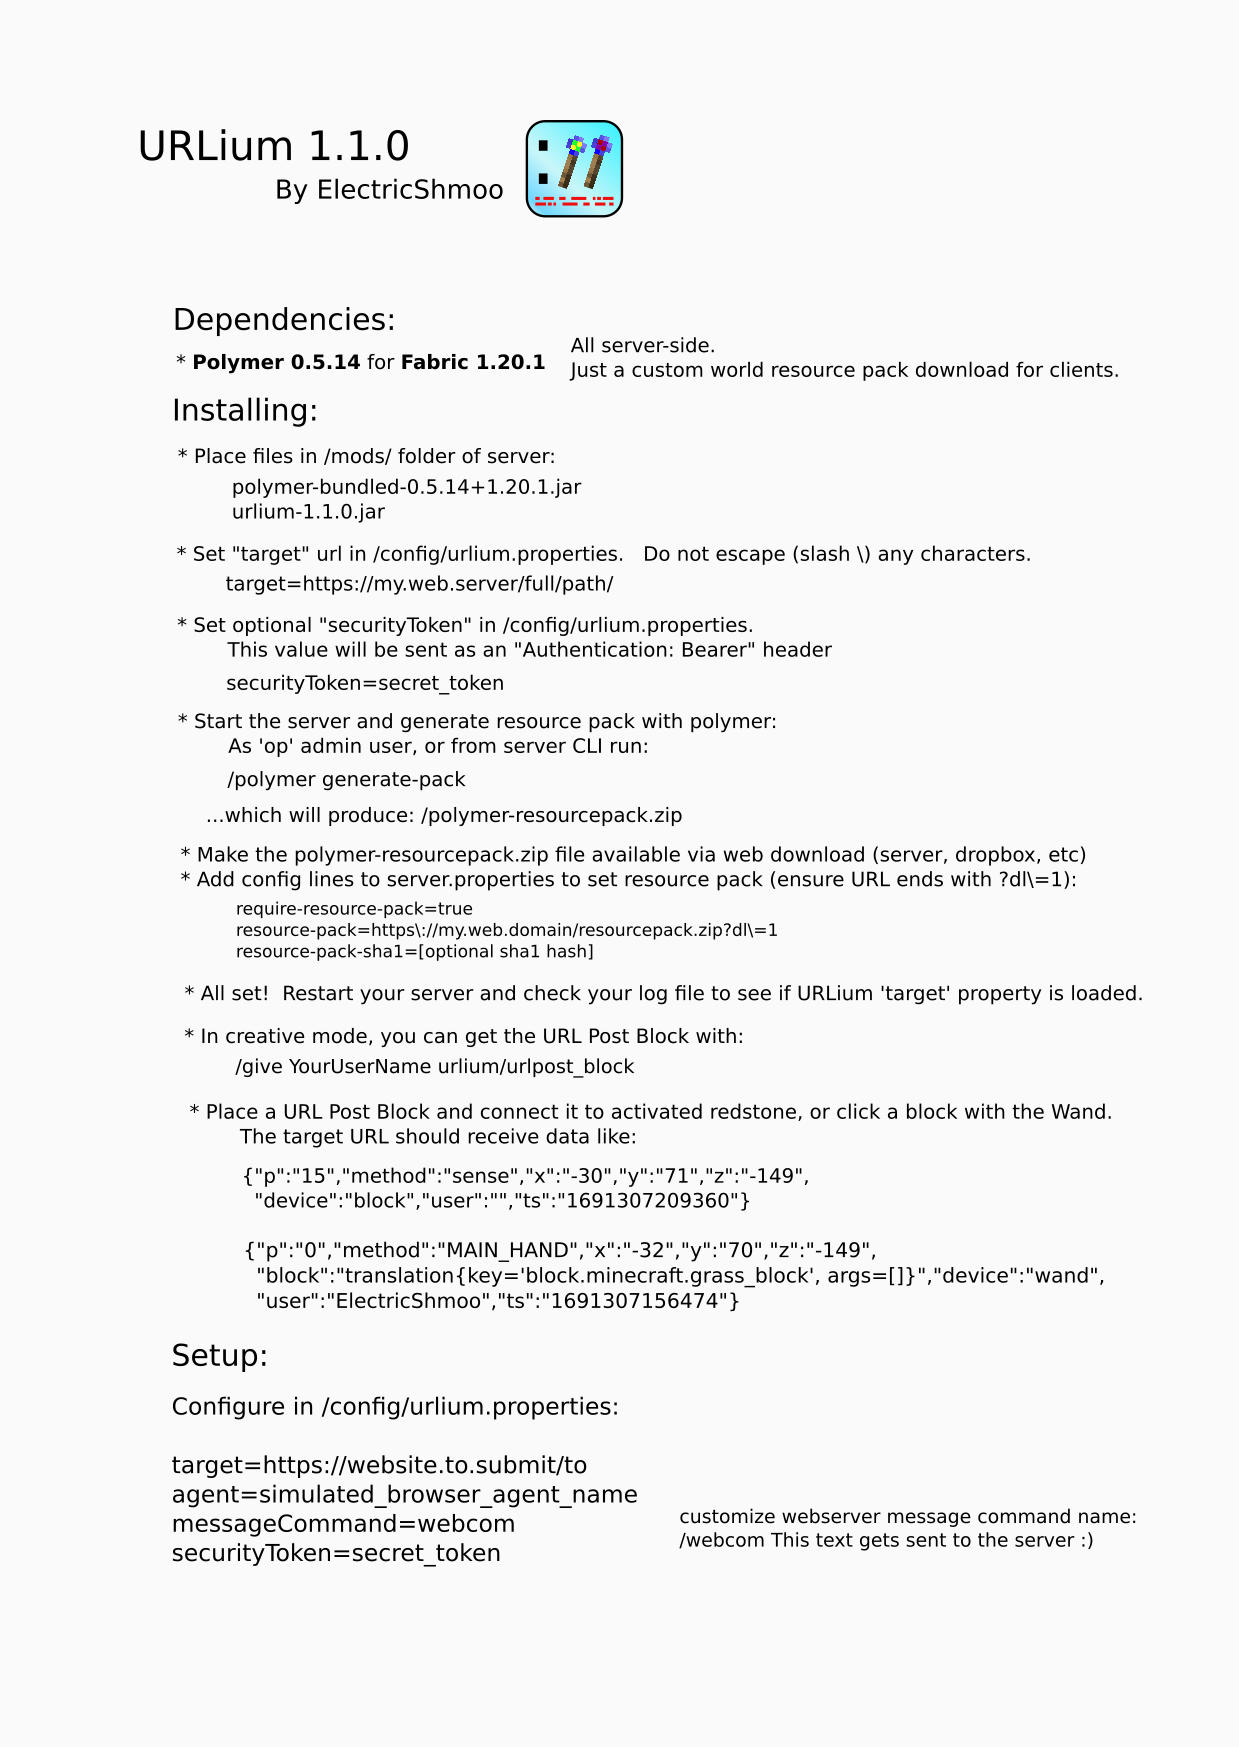 URLium 1.1.0
By ElectricShmoo
Dependencies:
* Polymer 0.5.14 for Fabric 1.20.1
All server-side.
Just a custom world resource pack download for clients.
Installing:
* Place files in /mods/ folder of server:
polymer-bundled-0.5.14+1.20.1.jar
urlium-1.1.0.jar
* Set "target" url in /config/urlium.properties.   Do not escape (slash \) any characters.
target=https://my.web.server/full/path/
* Set optional "securityToken" in /config/urlium.properties.
This value will be sent as an "Authentication: Bearer" header
securityToken=secret_token
* Start the server and generate resource pack with polymer:
As 'op' admin user, or from server CLI run:
/polymer generate-pack
...which will produce: /polymer-resourcepack.zip
* Make the polymer-resourcepack.zip file available via web download (server, dropbox, etc)
* Add config lines to server.properties to set resource pack (ensure URL ends with ?dl\=1):
require-resource-pack=true
resource-pack=https\://my.web.domain/resourcepack.zip?dl\=1
resource-pack-sha1=[optional sha1 hash]
* All set!  Restart your server and check your log file to see if URLium 'target' property is loaded.
* In creative mode, you can get the URL Post Block with:
/give YourUserName urlium/urlpost_block
* Place a URL Post Block and connect it to activated redstone, or click a block with the Wand.
The target URL should receive data like:
{"p":"15","method":"sense","x":"-30","y":"71","z":"-149",
"device":"block","user":"","ts":"1691307209360"}
{"p":"0","method":"MAIN_HAND","x":"-32","y":"70","z":"-149",
"block":"translation{key='block.minecraft.grass_block', args=[]}","device":"wand",
"user":"ElectricShmoo","ts":"1691307156474"}
Setup:
Configure in /config/urlium.properties:
target=https://website.to.submit/to
agent=simulated_browser_agent_name
messageCommand=webcom
securityToken=secret_token
customize webserver message command name:
/webcom This text gets sent to the server :)